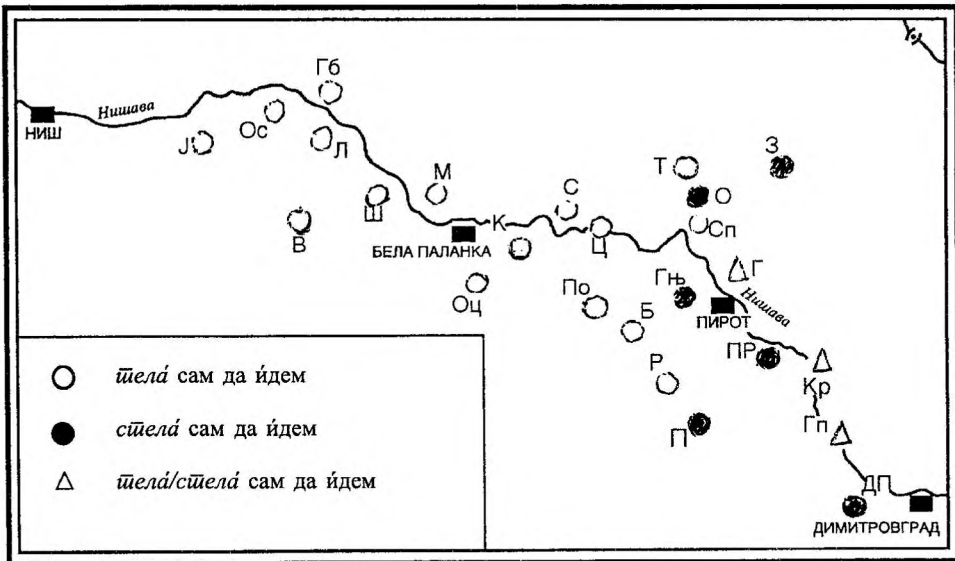 Гб
Нишава
НИШ
Ј
Ос
Л
М
Ш
В
К
С
Т
О
З
Сп
Ц
БЕЛА ПАЛАНКА
Оц
По
Гњ
Г
Нишава
Б
ПИРОТ
ПР
Р
Кр
П
Гп
ДП
ДИМИТРОВГРАД
тела́ сам да и́дем
стела́ сам да и́дем
тела́/стела́ сам да и́дем